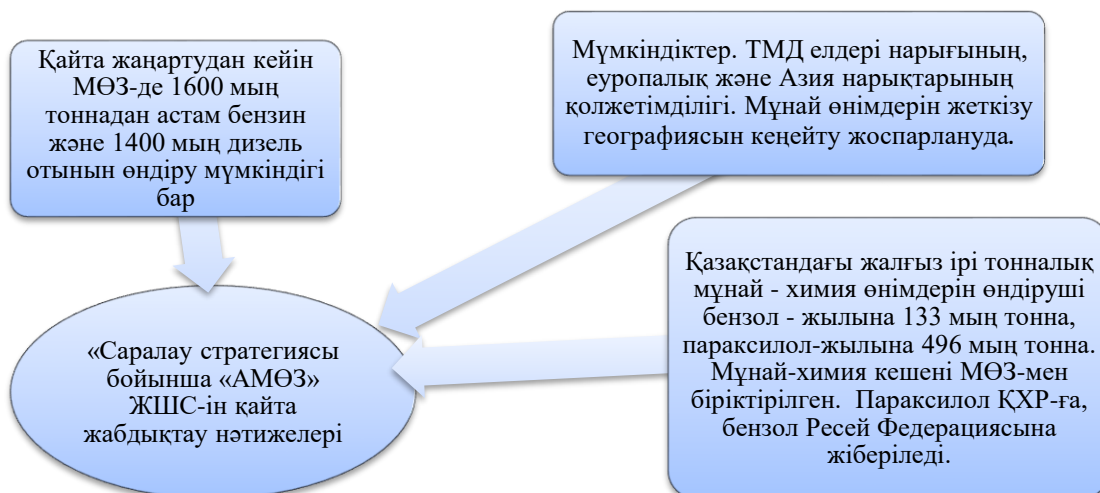 Қайта жаңартудан кейін
МӨЗ-де 1600 мың
тоннадан астам бензин
және 1400 мың дизель
отынын өндіру мүмкіндігі
бар
Мүмкіндіктер. ТМД елдері нарығының,
еуропалық және Азия нарықтарының
қолжетімділігі. Мұнай өнімдерін жеткізу
географиясын кеңейту жоспарлануда.
Қазақстандағы жалғыз ірі тонналық
мұнай - химия өнімдерін өндіруші
бензол - жылына 133 мың тонна,
параксилол-жылына 496 мың тонна.
Мұнай-химия кешені МӨЗ-мен
біріктірілген. Параксилол ҚХР-ға,
бензол Ресей Федерациясына
жіберіледі.
«Саралау стратегиясы
бойынша «АМӨЗ»
ЖШС-ін қайта
жабдықтау нәтижелері